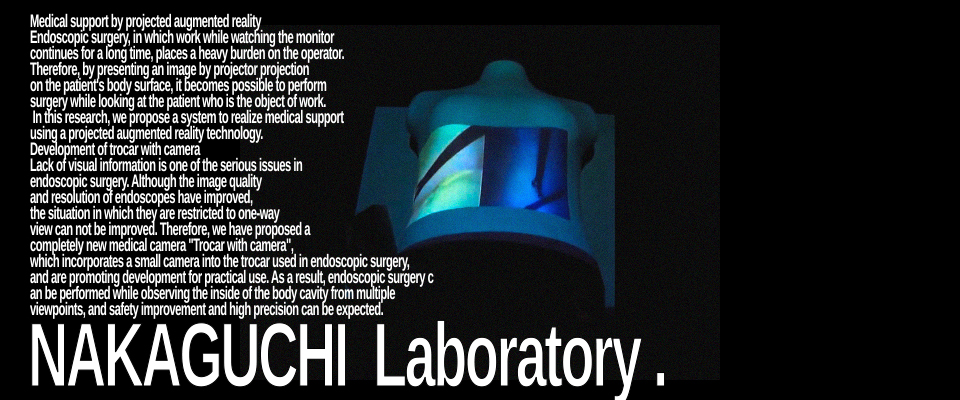 Medical support by projected augmented reality
Endoscopic surgery, in which work while watching the monitor
continues for a long time, places a heavy burden on the operator.
Therefore, by presenting an image by projector projection
on the patient's body surface, it becomes possible to perform
surgery while looking at the patient who is the object of work.
In this research, we propose a system to realize medical support
using a projected augmented reality technology.
Development of trocar with camera
Lack of visual information is one of the serious issues in
endoscopic surgery. Although the image quality
and resolution of endoscopes have improved,
the situation in which they are restricted to one-way
view can not be improved. Therefore, we have proposed a
completely new medical camera "Trocar with camera",
which incorporates a small camera into the trocar used in endoscopic surgery,
and are promoting development for practical use. As a result, endoscopic surgery c
an be performed while observing the inside of the body cavity from multiple
viewpoints, and safety improvement and high precision can be expected.
NAKAGUCHI Laboratory .